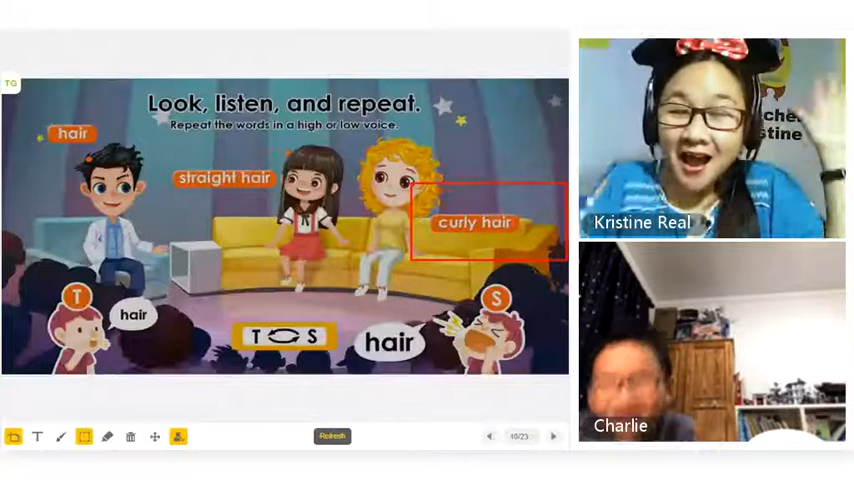 TG
Look, listen, and repeat.
Repeat the words in a high or low voice.
hair
straight hair
curly hair
T
hair
T S
hair
S
Kristine Real
Charlie
T
Refresh
10/23